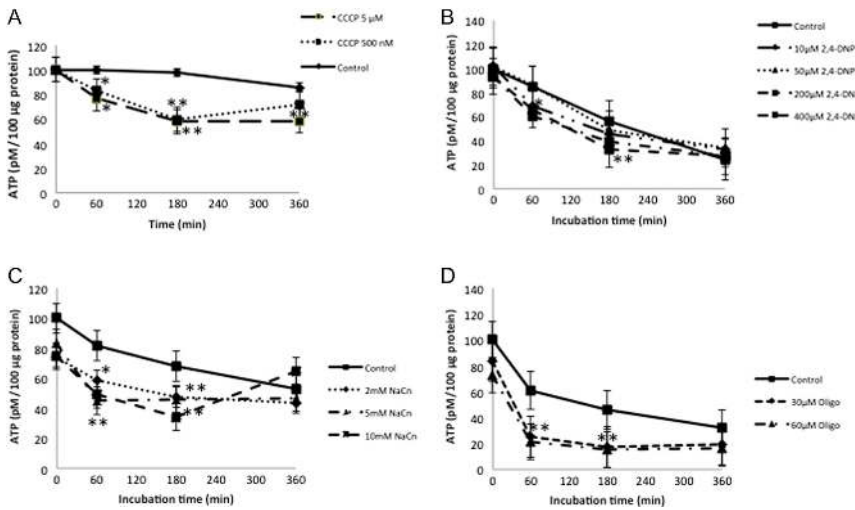 A
CCCP 5 µM
CCCP 500 nM
Control
ATP (pM/100 µg protein)
120
100
80
60
40
20
0
*
*
**
**
**
0 60 120 180 240 300 360
Time (min)
B
Control
10µM 2,4-DNP
50µM 2,4-DNP
200µM 2,4-DN
400µM 2,4-DN
ATP (pM/100 µg protein)
140
120
100
80
60
40
20
0
*
**
0 60 120 180 240 300 360
Incubation time (min)
C
Control
2mM NaCn
5mM NaCn
10mM NaCn
ATP (pM/100 µg protein)
120
100
80
60
40
20
0
*
**
**
**
0 60 120 180 240 300 360
Incubation time (min)
D
Control
30µM Oligo
60µM Oligo
ATP (pM/100 µg protein)
140
120
100
80
60
40
20
0
**
**
0 60 120 180 240 300 360
Incubation time (min)